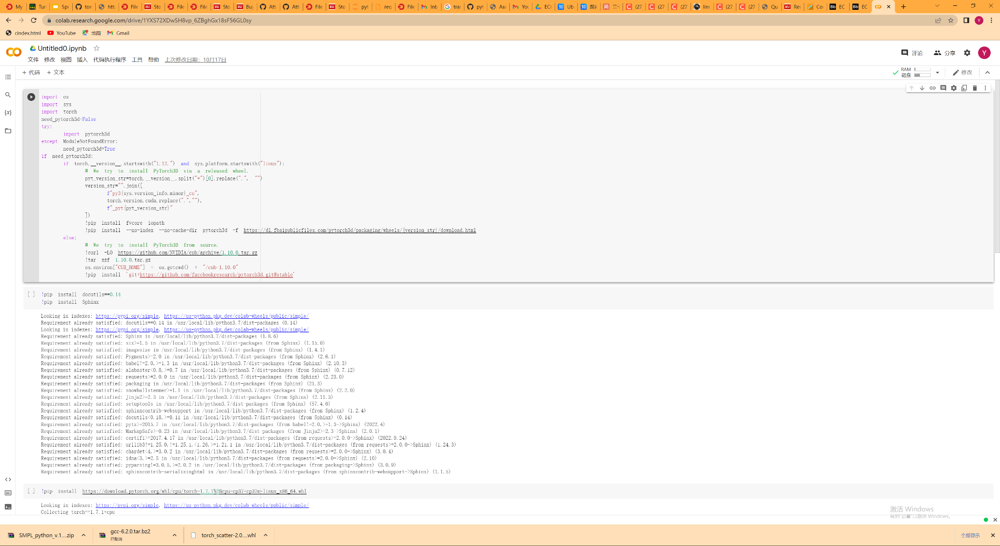 My
Tur
Spr
tor
htt
File
Sto
File
File
Sto
Bu
Att
Att
File
Sto
pyt
req
File
Inb
tra
pyt
Ass
You
EC
Ub
三十
(27
(27
(27
linu
(27
(27
Qu
Res
Co
EC
EC
colab.research.google.com/drive/1YXS72XDwSH8vp_6ZBghGx18sF56GL0sy
Y
cindex.html YouTube 地图 Gmail
Untitled0.ipynb
评论 分享 Y
文件 修改 视图 插入 代码执行程序 工具 帮助 上次修改日期：10月17日
+ 代码 + 文本
RAM
磁盘
修改
import os
import sys
import torch
need_pytorch3d=False
try:
import pytorch3d
except ModuleNotFoundError:
need_pytorch3d=True
if need_pytorch3d:
if torch.__version__.startswith("1.12.") and sys.platform.startswith("linux"):
# We try to install PyTorch3D via a released wheel.
pyt_version_str=torch.__version__.split("+")[0].replace(".", "")
version_str="".join([
f"py3{sys.version_info.minor}_cu",
torch.version.cuda.replace(".",""),
f"_pyt{pyt_version_str}"
])
!pip install fvcore iopath
!pip install --no-index --no-cache-dir pytorch3d -f https://dl.fbaipublicfiles.com/pytorch3d/packaging/wheels/{version_str}/download.html
else:
# We try to install PyTorch3D from source.
!curl -LO https://github.com/NVIDIA/cub/archive/1.10.0.tar.gz
!tar xzf 1.10.0.tar.gz
os.environ["CUB_HOME"] = os.getcwd() + "/cub-1.10.0"
!pip install 'git+https://github.com/facebookresearch/pytorch3d.git@stable'
[ ] !pip install docutils==0.14
!pip install Sphinx
Looking in indexes: https://pypi.org/simple, https://us-python.pkg.dev/colab-wheels/public/simple/
Requirement already satisfied: docutils==0.14 in /usr/local/lib/python3.7/dist-packages (0.14)
Looking in indexes: https://pypi.org/simple, https://us-python.pkg.dev/colab-wheels/public/simple/
Requirement already satisfied: Sphinx in /usr/local/lib/python3.7/dist-packages (1.8.6)
Requirement already satisfied: six>=1.5 in /usr/local/lib/python3.7/dist-packages (from Sphinx) (1.15.0)
Requirement already satisfied: imagesize in /usr/local/lib/python3.7/dist-packages (from Sphinx) (1.4.1)
Requirement already satisfied: Pygments>=2.0 in /usr/local/lib/python3.7/dist-packages (from Sphinx) (2.6.1)
Requirement already satisfied: babel!=2.0,>=1.3 in /usr/local/lib/python3.7/dist-packages (from Sphinx) (2.10.3)
Requirement already satisfied: alabaster<0.8,>=0.7 in /usr/local/lib/python3.7/dist-packages (from Sphinx) (0.7.12)
Requirement already satisfied: requests>=2.0.0 in /usr/local/lib/python3.7/dist-packages (from Sphinx) (2.23.0)
Requirement already satisfied: packaging in /usr/local/lib/python3.7/dist-packages (from Sphinx) (21.3)
Requirement already satisfied: snowballstemmer>=1.1 in /usr/local/lib/python3.7/dist-packages (from Sphinx) (2.2.0)
Requirement already satisfied: Jinja2>=2.3 in /usr/local/lib/python3.7/dist-packages (from Sphinx) (2.11.3)
Requirement already satisfied: setuptools in /usr/local/lib/python3.7/dist-packages (from Sphinx) (57.4.0)
Requirement already satisfied: sphinxcontrib-websupport in /usr/local/lib/python3.7/dist-packages (from Sphinx) (1.2.4)
Requirement already satisfied: docutils<0.18,>=0.11 in /usr/local/lib/python3.7/dist-packages (from Sphinx) (0.14)
Requirement already satisfied: pytz>=2015.7 in /usr/local/lib/python3.7/dist-packages (from babel!=2.0,>=1.3->Sphinx) (2022.4)
Requirement already satisfied: MarkupSafe>=0.23 in /usr/local/lib/python3.7/dist-packages (from Jinja2>=2.3->Sphinx) (2.0.1)
Requirement already satisfied: certifi>=2017.4.17 in /usr/local/lib/python3.7/dist-packages (from requests>=2.0.0->Sphinx) (2022.9.24)
Requirement already satisfied: urllib3!=1.25.0,!=1.25.1,<1.26,>=1.21.1 in /usr/local/lib/python3.7/dist-packages (from requests>=2.0.0->Sphinx) (1.24.3)
Requirement already satisfied: chardet<4,>=3.0.2 in /usr/local/lib/python3.7/dist-packages (from requests>=2.0.0->Sphinx) (3.0.4)
Requirement already satisfied: idna<3,>=2.5 in /usr/local/lib/python3.7/dist-packages (from requests>=2.0.0->Sphinx) (2.10)
Requirement already satisfied: pyparsing!=3.0.5,>=2.0.2 in /usr/local/lib/python3.7/dist-packages (from packaging->Sphinx) (3.0.9)
Requirement already satisfied: sphinxcontrib-serializinghtml in /usr/local/lib/python3.7/dist-packages (from sphinxcontrib-websupport->Sphinx) (1.1.5)
[ ] !pip install https://download.pytorch.org/whl/cpu/torch-1.7.1%2Bcpu-cp37-cp37m-linux_x86_64.whl
Looking in indexes: https://pypi.org/simple, https://us-python.pkg.dev/colab-wheels/public/simple/
Collecting torch==1.7.1+cpu
激活 Windows
转到"设置"以激活 Windows。
SMPL_python_v.1....zip
gcc-6.2.0.tar.bz2
已取消
torch_scatter-2.0....whl
全部显示